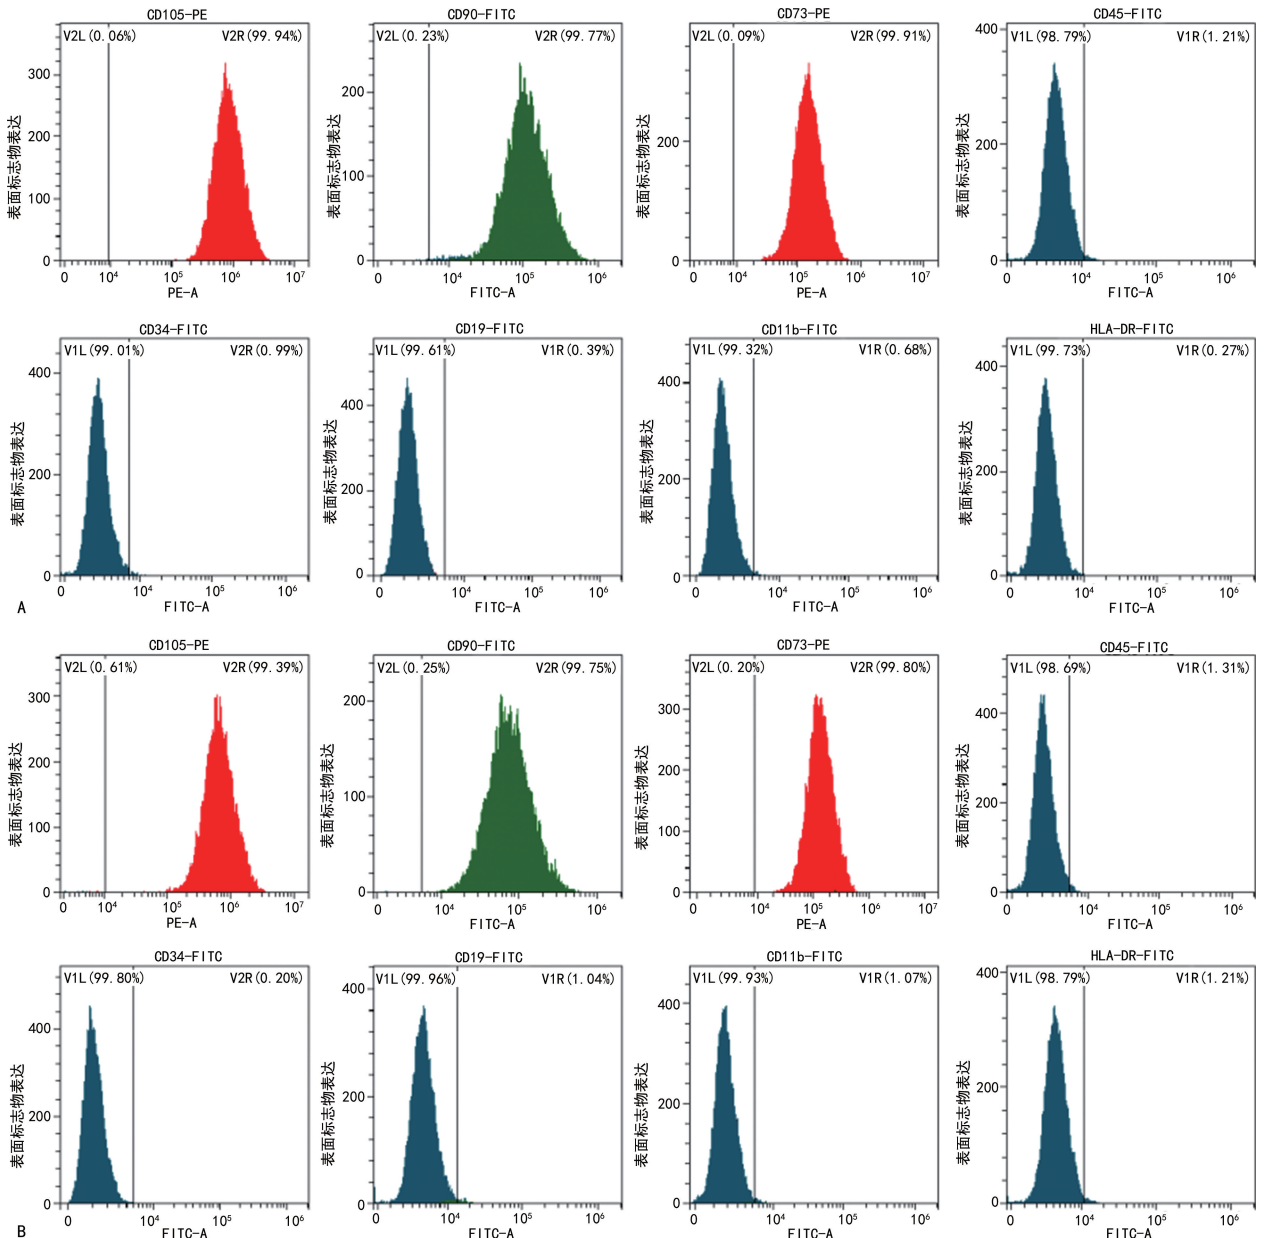 CD105-PE
V2L(0.06%) V2R(99.94%)
表面标志物表达
300
200
100
0
0 10⁴ 10⁵ 10⁶ 10⁷
PE-A
CD90-FITC
V2L(0.23%) V2R(99.77%)
表面标志物表达
200
100
0
0 10⁴ 10⁵ 10⁶
FITC-A
CD73-PE
V2L(0.09%) V2R(99.91%)
表面标志物表达
200
0
0 10⁴ 10⁵ 10⁶ 10⁷
PE-A
CD45-FITC
V1L(98.79%) V1R(1.21%)
表面标志物表达
400
200
0
0 10⁴ 10⁵ 10⁶
FITC-A
CD34-FITC
V1L(99.01%) V2R(0.99%)
表面标志物表达
400
200
0
0 10⁴ 10⁵ 10⁶
FITC-A
CD19-FITC
V1L(99.61%) V1R(0.39%)
表面标志物表达
400
200
0
0 10⁴ 10⁵ 10⁶
FITC-A
CD11b-FITC
V1L(99.32%) V1R(0.68%)
表面标志物表达
400
200
0
0 10⁴ 10⁵ 10⁶
FITC-A
HLA-DR-FITC
V1L(99.73%) V1R(0.27%)
表面标志物表达
400
200
0
0 10⁴ 10⁵ 10⁶
FITC-A
A
CD105-PE
V2L(0.61%) V2R(99.39%)
表面标志物表达
300
200
100
0
0 10⁴ 10⁵ 10⁶ 10⁷
PE-A
CD90-FITC
V2L(0.25%) V2R(99.75%)
表面标志物表达
200
100
0
0 10⁴ 10⁵ 10⁶
FITC-A
CD73-PE
V2L(0.20%) V2R(99.80%)
表面标志物表达
300
200
100
0
0 10⁴ 10⁵ 10⁶ 10⁷
PE-A
CD45-FITC
V1L(98.69%) V1R(1.31%)
表面标志物表达
400
200
0
0 10⁴ 10⁵ 10⁶
FITC-A
CD34-FITC
V1L(99.80%) V2R(0.20%)
表面标志物表达
400
200
0
0 10⁴ 10⁵ 10⁶
FITC-A
CD19-FITC
V1L(99.96%) V1R(1.04%)
表面标志物表达
400
200
0
0 10⁴ 10⁵ 10⁶
FITC-A
CD11b-FITC
V1L(99.93%) V1R(1.07%)
表面标志物表达
400
200
0
0 10⁴ 10⁵ 10⁶
FITC-A
HLA-DR-FITC
V1L(98.79%) V1R(1.21%)
表面标志物表达
400
200
0
0 10⁴ 10⁵ 10⁶
FITC-A
B